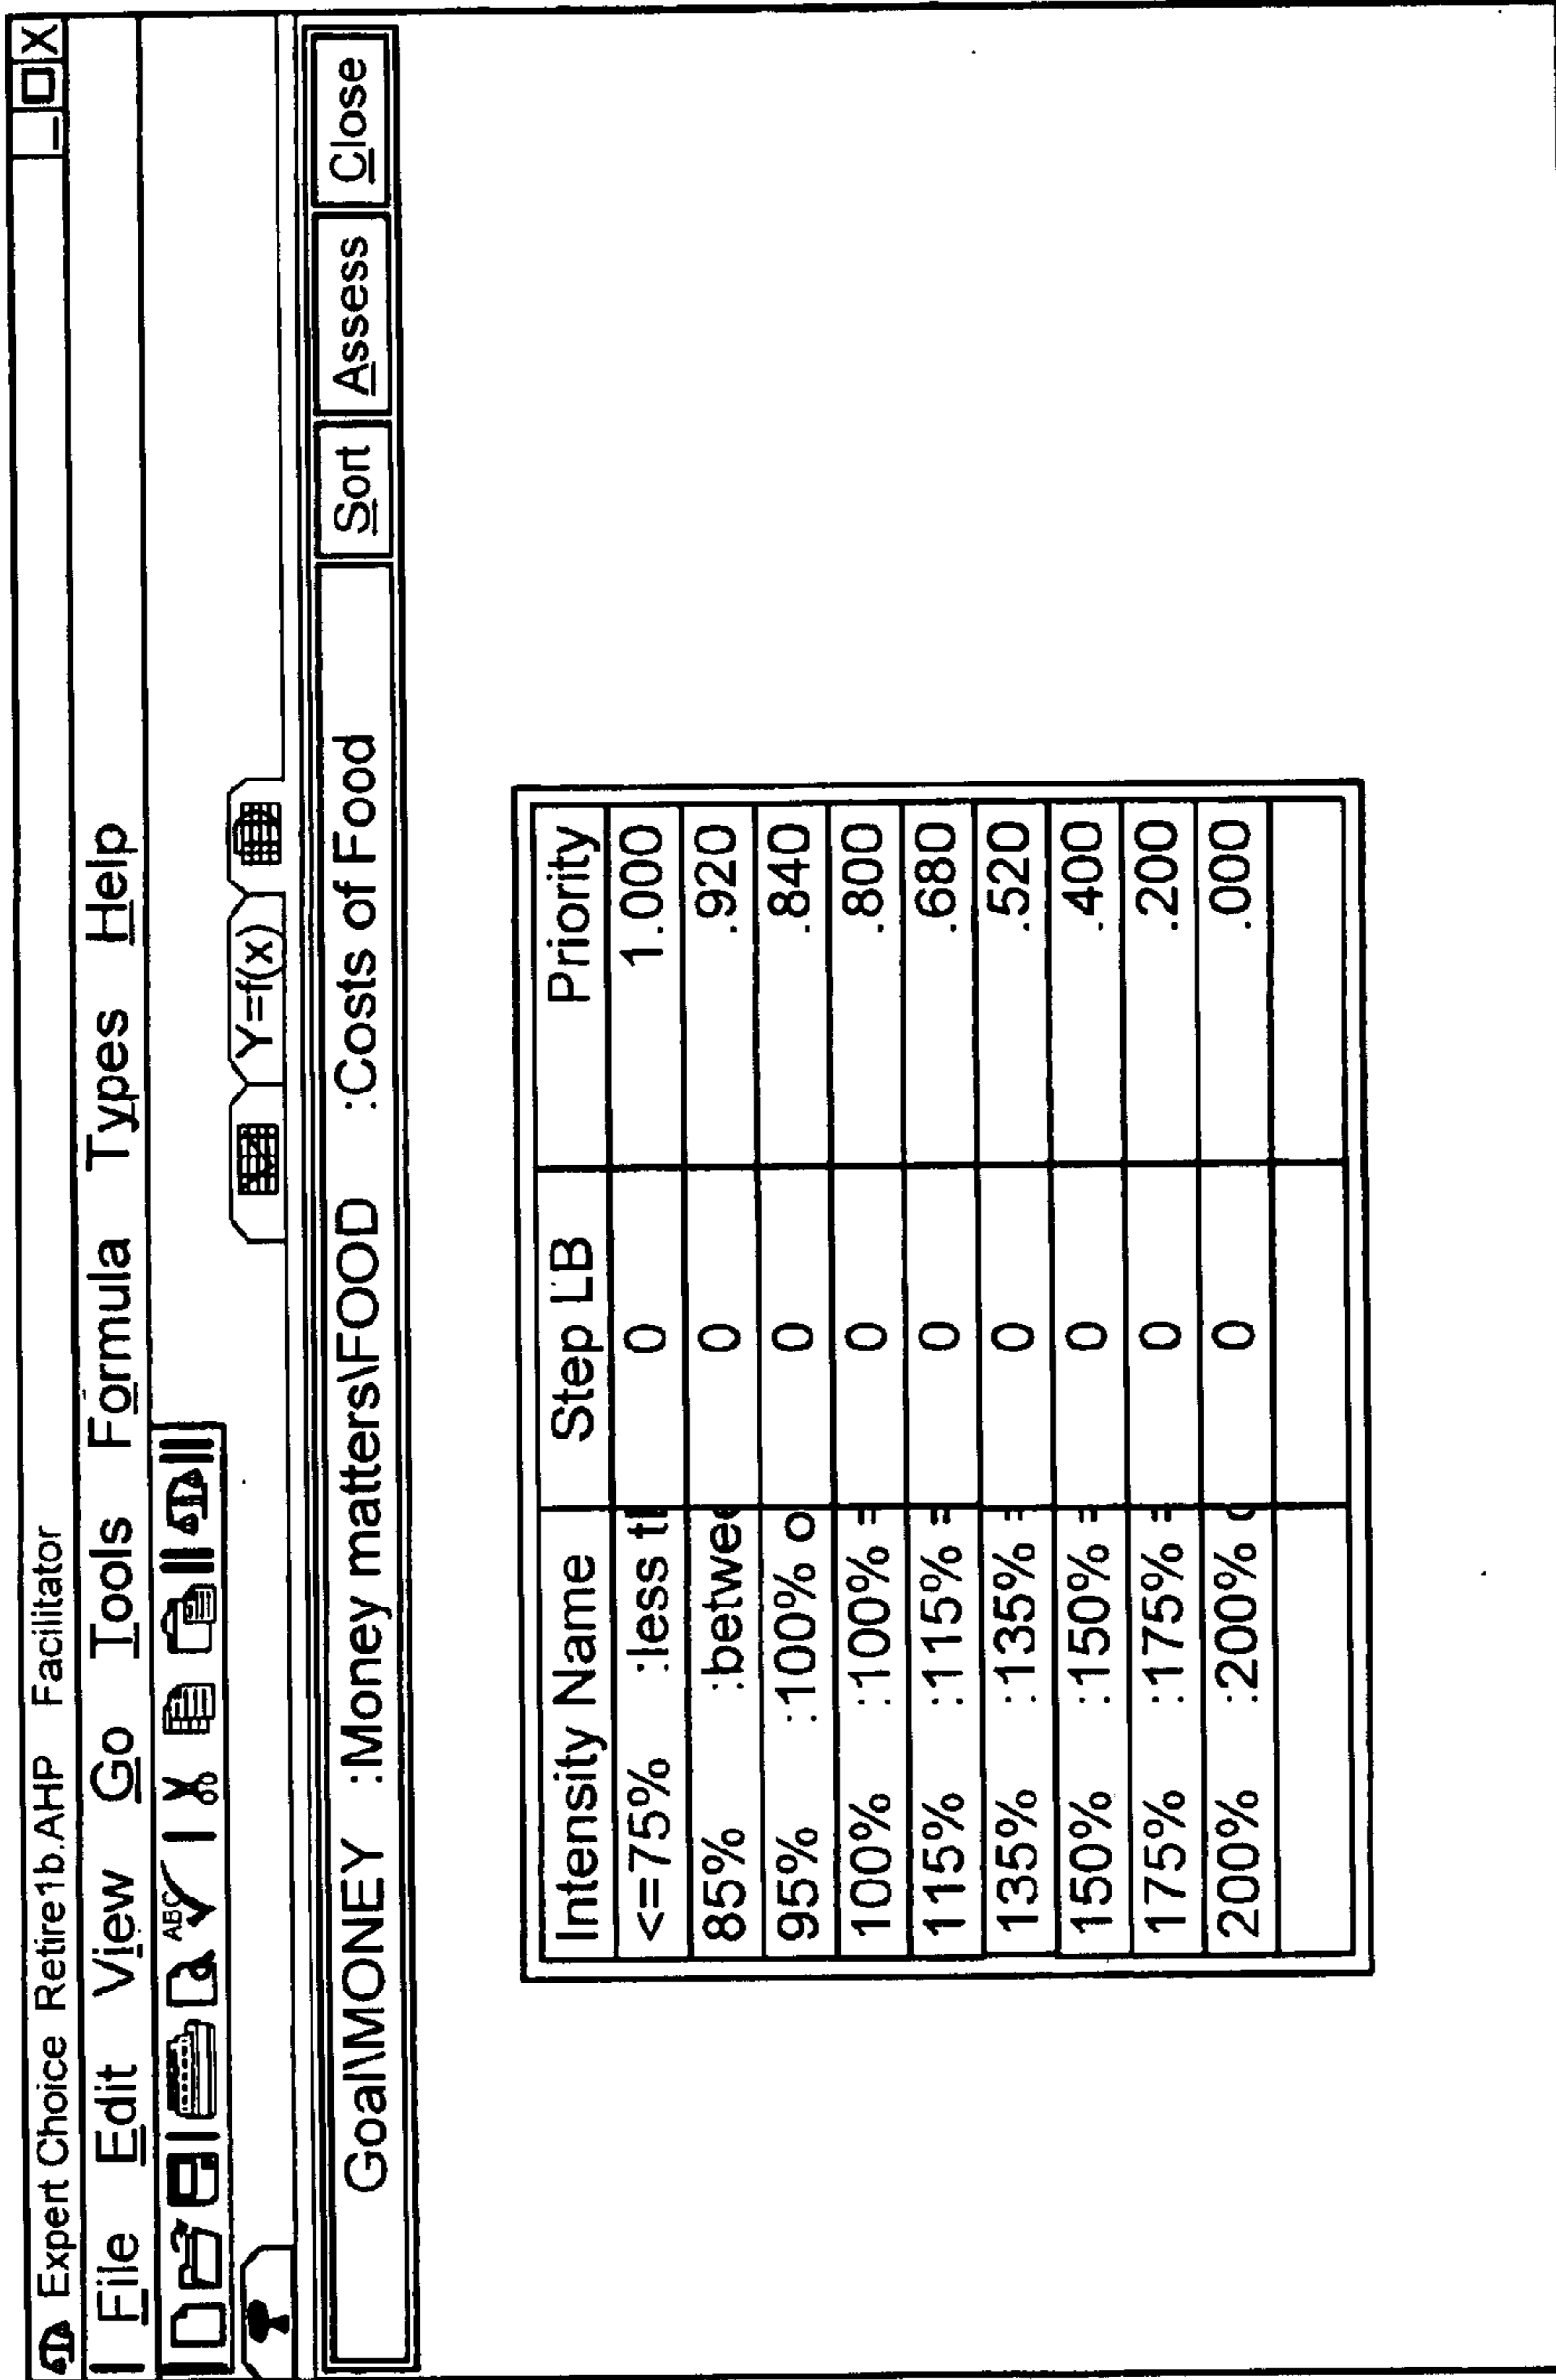 Expert Choice Retire1b.AHP Facilitator
File Edit View Go Tools Formula Types Help
ABC
Y=f(x)
Goal\MONEY :Money matters\FOOD :Costs of Food Sort Assess Close
Intensity Name Step LB Priority
<=75% :less 0 1.000
85% 0 .920
95% :100% o 0 .840
100% :100% = 0 .800
115% :115% = 0 .680
135% :135% = 0 .520
150% :150% = 0 .400
175% :175% = 0 .200
200% :200% 0 .000